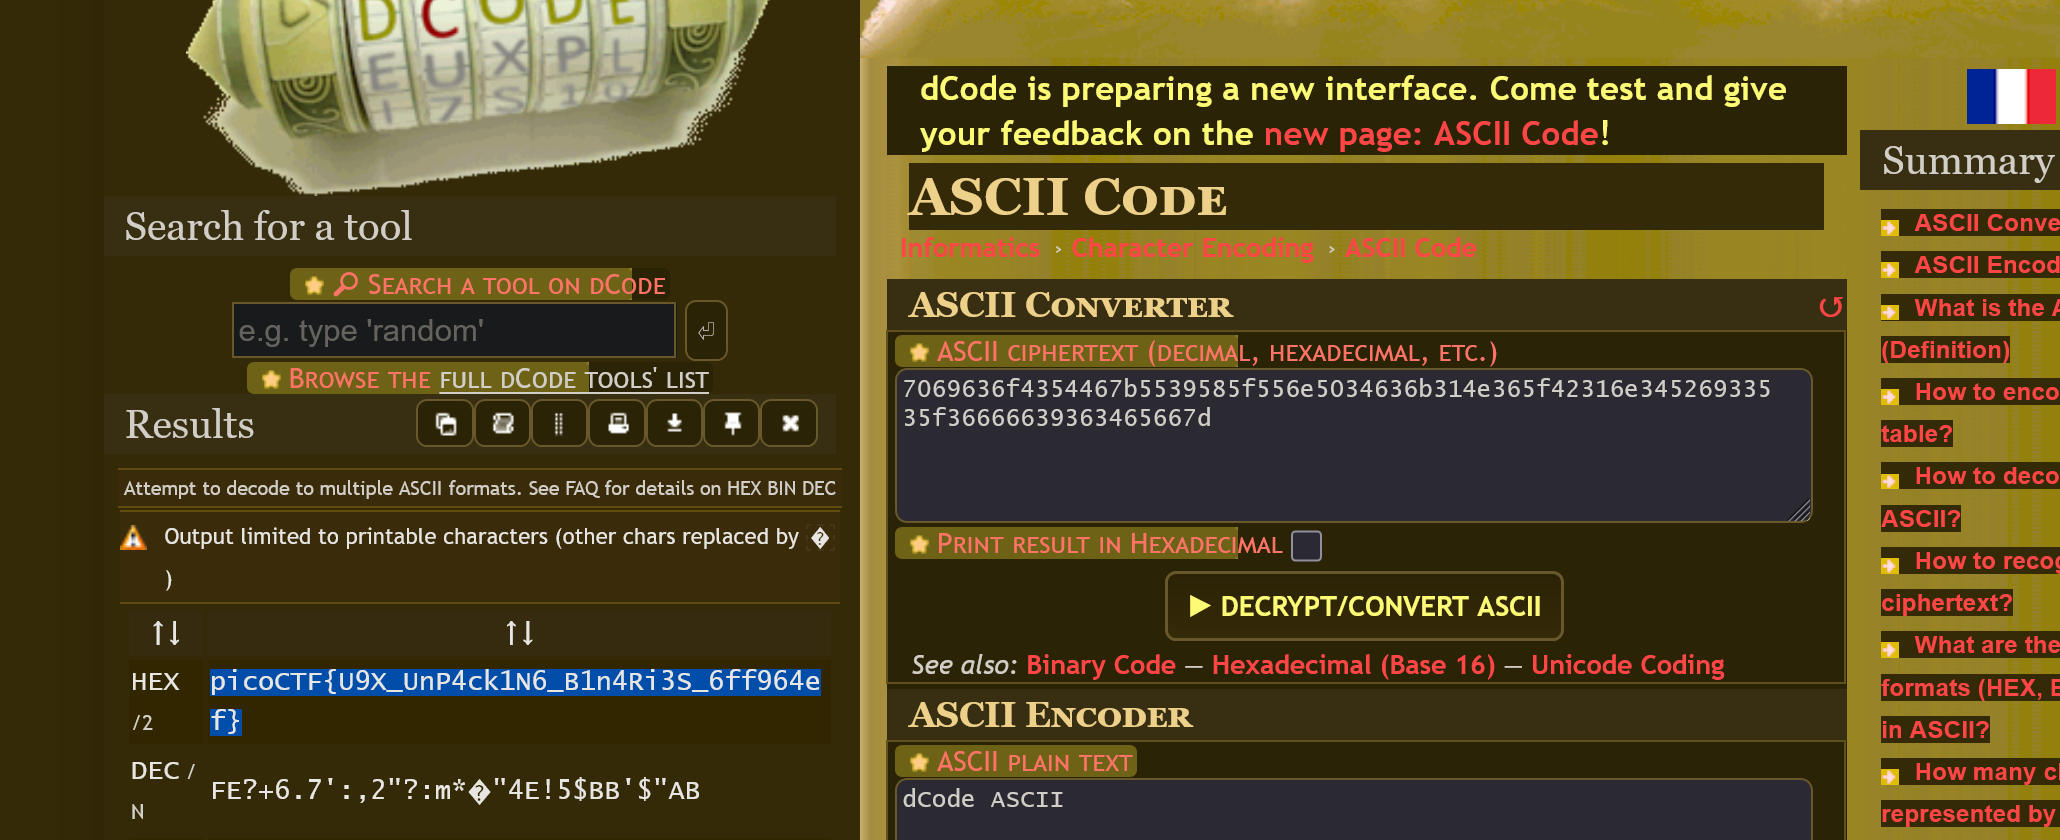 DCODE
EUXPL
17S19
Search for a tool
Search a tool on dCode
e.g. type 'random'
Browse the full dCode tools' list
Results
Attempt to decode to multiple ASCII formats. See FAQ for details on HEX BIN DEC
Output limited to printable characters (other chars replaced by �
)
↑↓ ↑↓
HEX
/2
picoCTF{U9X_UnP4ck1N6_B1n4Ri3S_6ff964e
f}
DEC /
N
FE?+6.7':,2"?:m*�"4E!5$BB'$"AB
dCode is preparing a new interface. Come test and give
your feedback on the new page: ASCII Code!
ASCII Code
Informatics › Character Encoding › ASCII Code
ASCII Converter
↺
ASCII ciphertext (decimal, hexadecimal, etc.)
7069636f4354467b5539585f556e5034636b314e365f42316e345269335
35f36666639363465667d
Print result in Hexadecimal
► DECRYPT/CONVERT ASCII
See also: Binary Code — Hexadecimal (Base 16) — Unicode Coding
ASCII Encoder
ASCII plain text
dCode ASCII
Summary
ASCII Conve
ASCII Encod
What is the A
(Definition)
How to enco
table?
How to deco
ASCII?
How to recog
ciphertext?
What are the
formats (HEX, E
in ASCII?
How many c
represented by